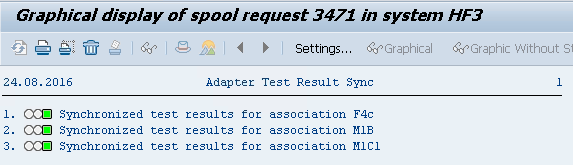 Graphical display of spool request 3471 in system HF3
Settings... Graphical Graphic Without St
24.08.2016 Adapter Test Result Sync 1
1. Synchronized test results for association F4c
2. Synchronized test results for association M1B
3. Synchronized test results for association M1C1